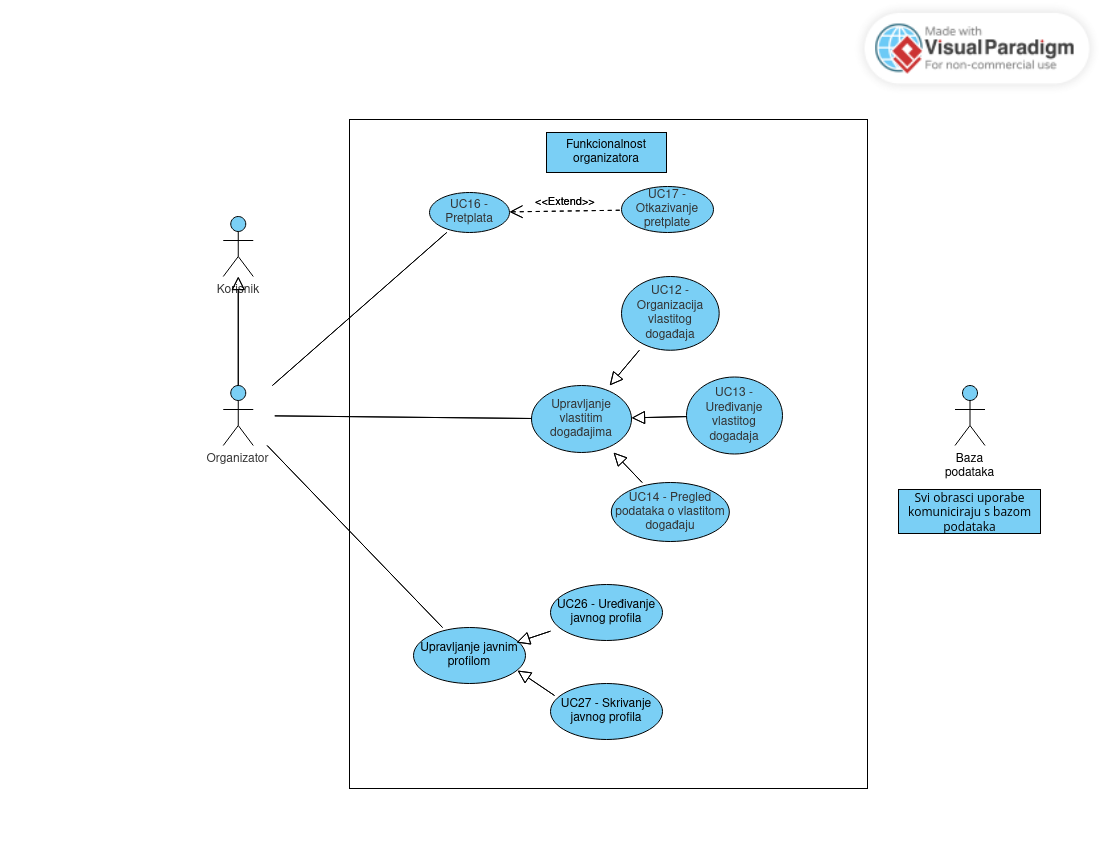 Made with
Visual Paradigm
For non-commercial use
Funkcionalnost
organizatora
UC16 -
Pretplata
<<Extend>>
UC17 -
Otkazivanje
pretplate
Korisnik
UC12 -
Organizacija
vlastitog
događaja
Upravljanje
vlastitim
događajima
UC13 -
Uređivanje
vlastitog
dogadaja
Organizator
Baza
podataka
UC14 - Pregled
podataka o vlastitom
događaju
Svi obrasci uporabe
komuniciraju s bazom
podataka
UC26 - Uređivanje
javnog profila
Upravljanje javnim
profilom
UC27 - Skrivanje
javnog profila